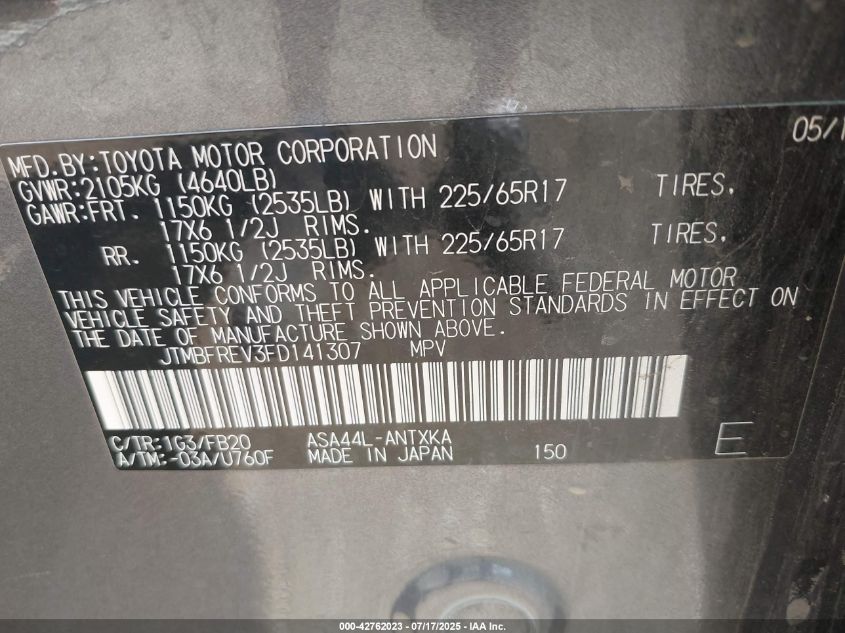 05/1
MFD.BY:TOYOTA MOTOR CORPORATION
GVWR:2105KG (4640LB)
GAWR:FRT. 1150KG (2535LB) WITH 225/65R17 TIRES,
17X6 1/2J RIMS.
RR. 1150KG (2535LB) WITH 225/65R17 TIRES,
17X6 1/2J RIMS.
THIS VEHICLE CONFORMS TO ALL APPLICABLE FEDERAL MOTOR
VEHICLE SAFETY AND THEFT PREVENTION STANDARDS IN EFFECT ON
THE DATE OF MANUFACTURE SHOWN ABOVE.
JTMBFREV3FD141307 MPV
C/TR:1G3/FB20 ASA44L-ANTXKA
A/TM:-03A/U760F MADE IN JAPAN 150 E
000-42762023 - 07/17/2025 - IAA Inc.